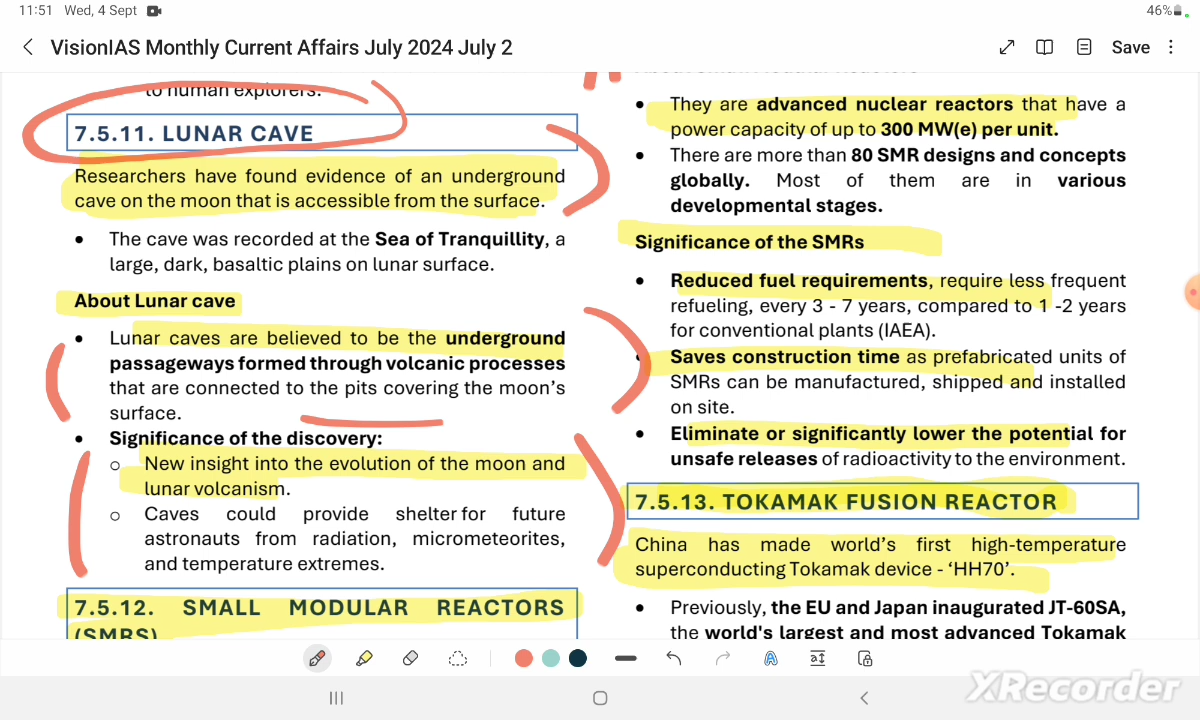 11:51 Wed, 4 Sept
46%
VisionIAS Monthly Current Affairs July 2024 July 2
Save
to human explorers.
7.5.11. LUNAR CAVE
Researchers have found evidence of an underground
cave on the moon that is accessible from the surface.
• The cave was recorded at the Sea of Tranquillity, a
large, dark, basaltic plains on lunar surface.
About Lunar cave
• Lunar caves are believed to be the underground
passageways formed through volcanic processes
that are connected to the pits covering the moon's
surface.
• Significance of the discovery:
o New insight into the evolution of the moon and
lunar volcanism.
o Caves could provide shelter for future
astronauts from radiation, micrometeorites,
and temperature extremes.
7.5.12. SMALL MODULAR REACTORS
(SMRS)
• They are advanced nuclear reactors that have a
power capacity of up to 300 MW(e) per unit.
• There are more than 80 SMR designs and concepts
globally. Most of them are in various
developmental stages.
Significance of the SMRs
• Reduced fuel requirements, require less frequent
refueling, every 3 - 7 years, compared to 1 -2 years
for conventional plants (IAEA).
• Saves construction time as prefabricated units of
SMRs can be manufactured, shipped and installed
on site.
• Eliminate or significantly lower the potential for
unsafe releases of radioactivity to the environment.
7.5.13. TOKAMAK FUSION REACTOR
China has made world's first high-temperature
superconducting Tokamak device - 'HH70'.
• Previously, the EU and Japan inaugurated JT-60SA,
the world's largest and most advanced Tokamak
XRecorder